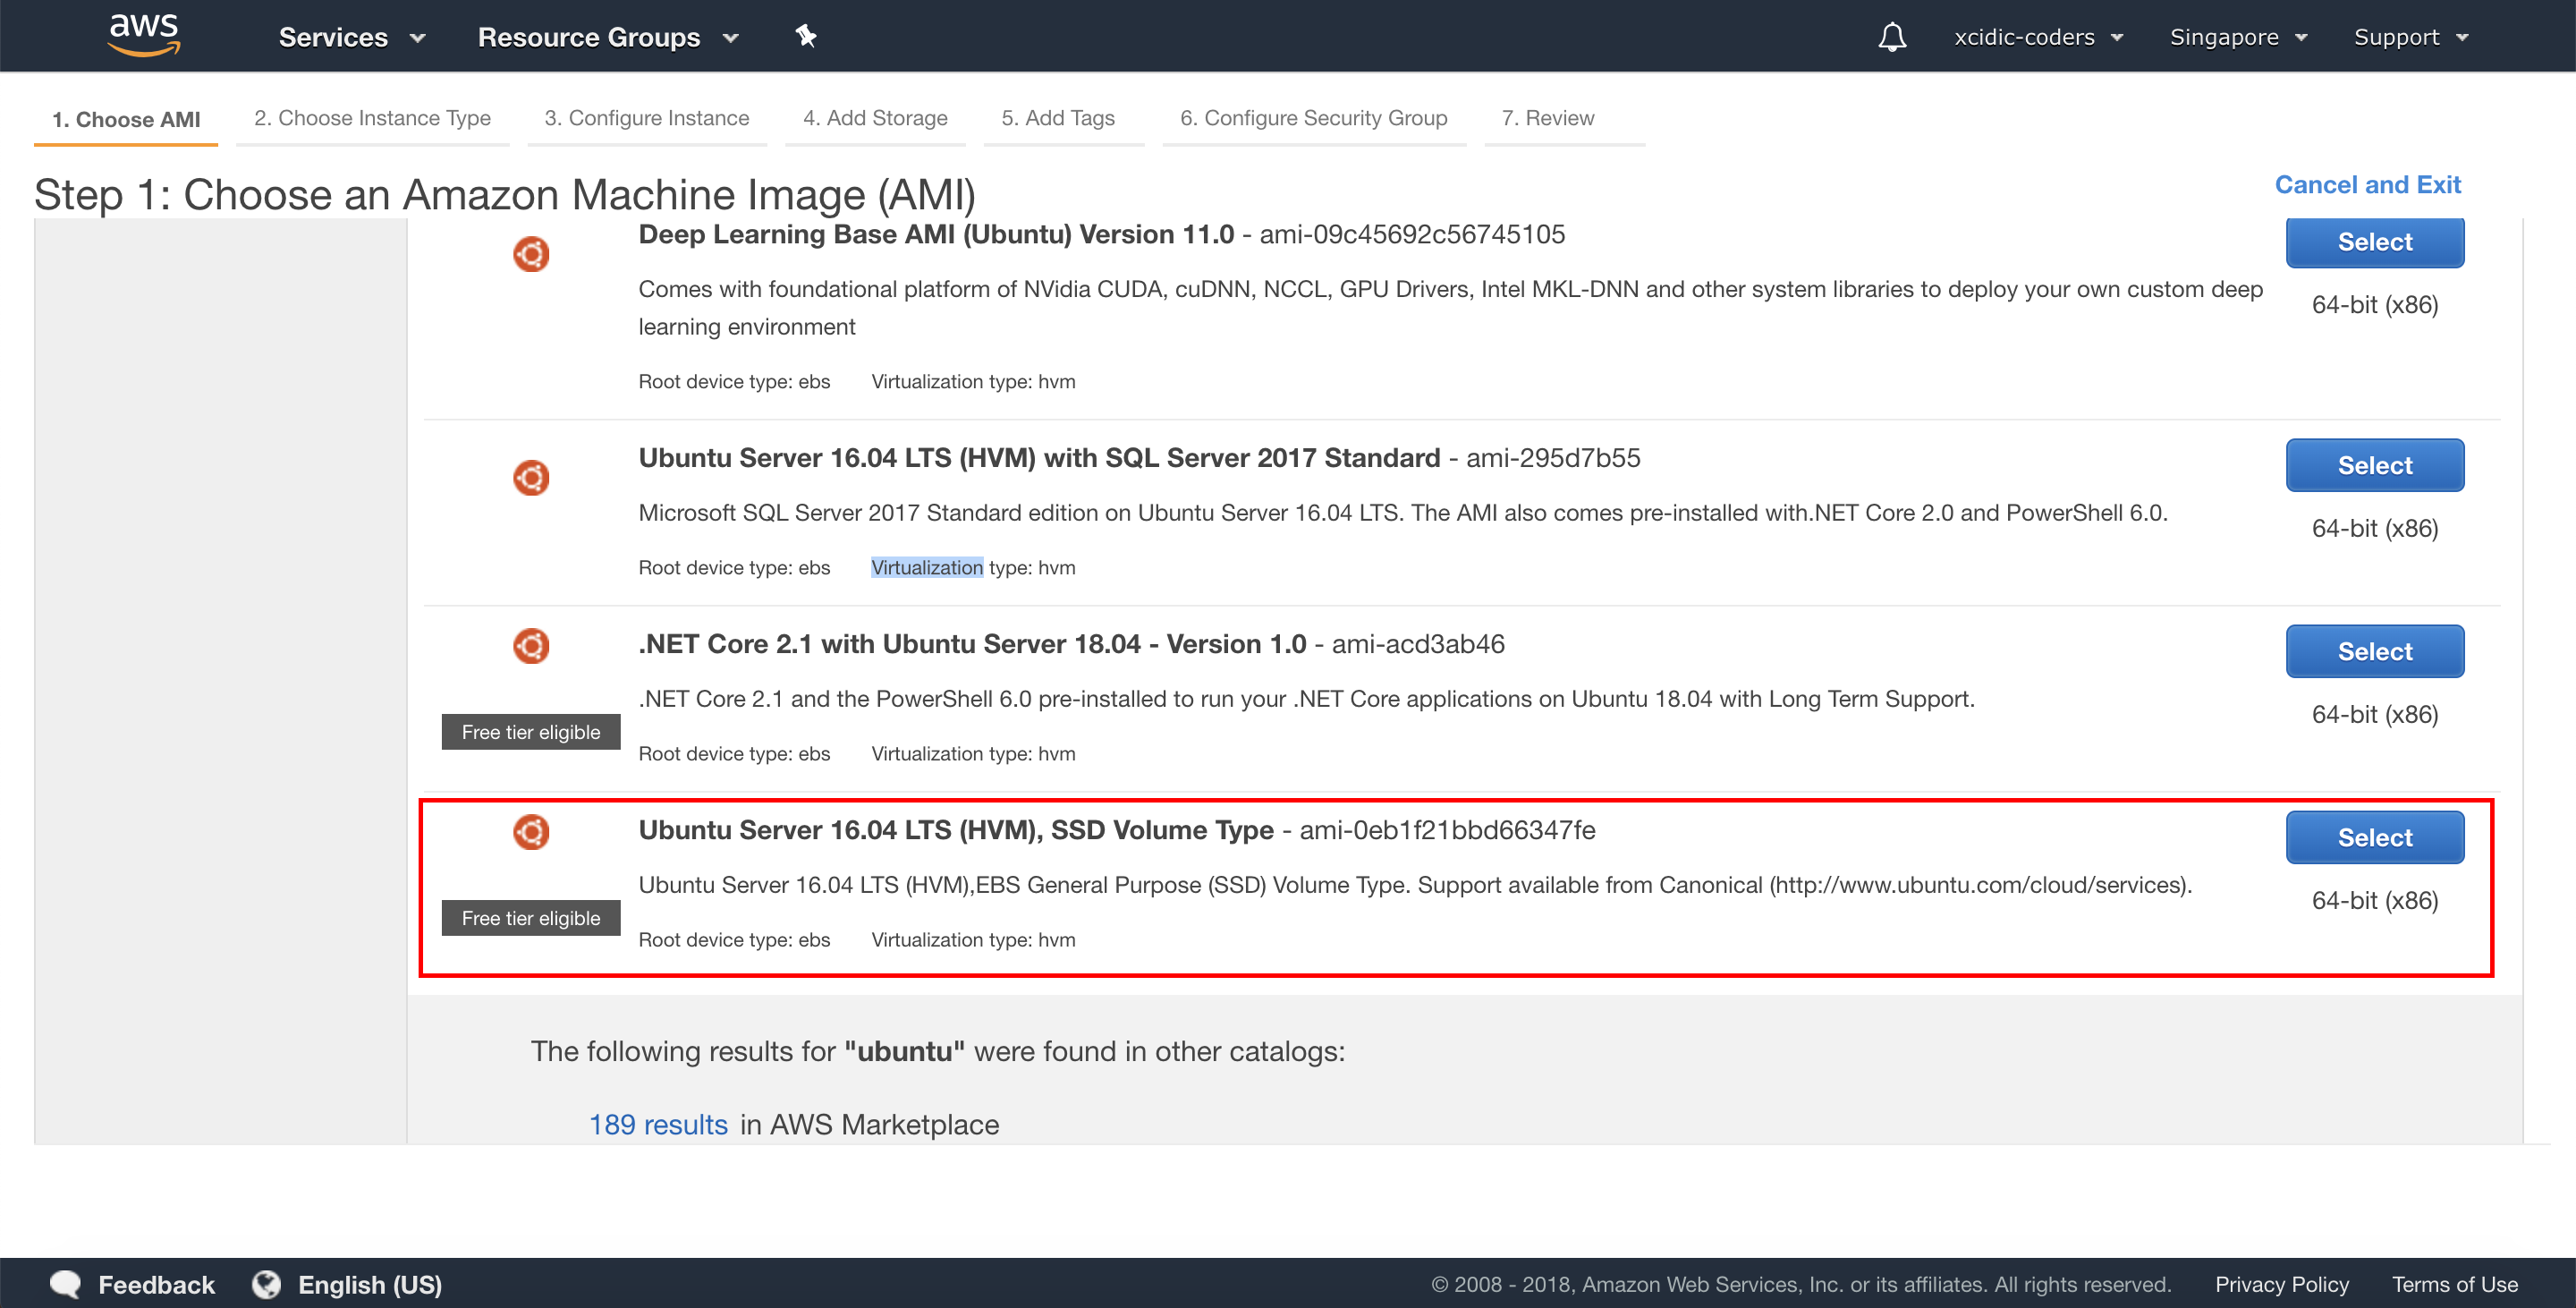 aws Services Resource Groups xcidic-coders Singapore Support
1. Choose AMI 2. Choose Instance Type 3. Configure Instance 4. Add Storage 5. Add Tags 6. Configure Security Group 7. Review
Step 1: Choose an Amazon Machine Image (AMI)
Cancel and Exit
Deep Learning Base AMI (Ubuntu) Version 11.0 - ami-09c45692c56745105
Select
Comes with foundational platform of NVidia CUDA, cuDNN, NCCL, GPU Drivers, Intel MKL-DNN and other system libraries to deploy your own custom deep
learning environment
64-bit (x86)
Root device type: ebs Virtualization type: hvm
Ubuntu Server 16.04 LTS (HVM) with SQL Server 2017 Standard - ami-295d7b55
Select
Microsoft SQL Server 2017 Standard edition on Ubuntu Server 16.04 LTS. The AMI also comes pre-installed with.NET Core 2.0 and PowerShell 6.0.
64-bit (x86)
Root device type: ebs Virtualization type: hvm
.NET Core 2.1 with Ubuntu Server 18.04 - Version 1.0 - ami-acd3ab46
Select
.NET Core 2.1 and the PowerShell 6.0 pre-installed to run your .NET Core applications on Ubuntu 18.04 with Long Term Support.
64-bit (x86)
Free tier eligible
Root device type: ebs Virtualization type: hvm
Ubuntu Server 16.04 LTS (HVM), SSD Volume Type - ami-0eb1f21bbd66347fe
Select
Ubuntu Server 16.04 LTS (HVM),EBS General Purpose (SSD) Volume Type. Support available from Canonical (http://www.ubuntu.com/cloud/services).
64-bit (x86)
Free tier eligible
Root device type: ebs Virtualization type: hvm
The following results for "ubuntu" were found in other catalogs:
189 results in AWS Marketplace
Feedback English (US) © 2008 - 2018, Amazon Web Services, Inc. or its affiliates. All rights reserved. Privacy Policy Terms of Use